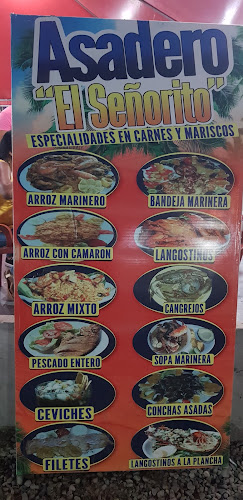 Asadero
"El Señorito"
ESPECIALIDADES EN CARNES Y MARISCOS
ARROZ MARINERO
BANDEJA MARINERA
ARROZ CON CAMARON
LANGOSTINOS
ARROZ MIXTO
CANGREJOS
PESCADO ENTERO
SOPA MARINERA
CEVICHES
CONCHAS ASADAS
FILETES
LANGOSTINOS A LA PLANCHA